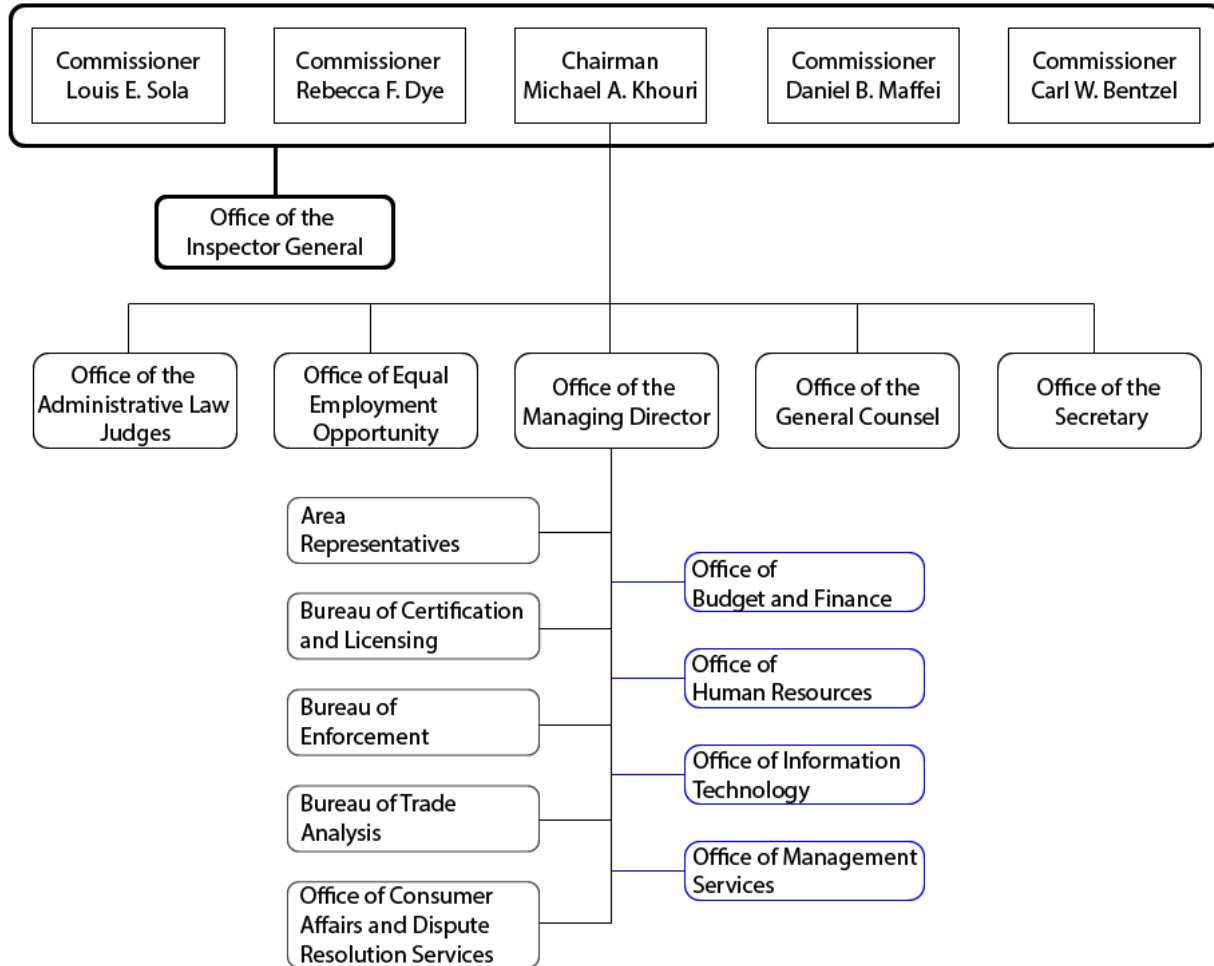 Commissioner
Louis E. Sola
Commissioner
Rebecca F. Dye
Chairman
Michael A. Khouri
Commissioner
Daniel B. Maffei
Commissioner
Carl W. Bentzel
Office of the
Inspector General
Office of the
Administrative Law
Judges
Office of Equal
Employment
Opportunity
Office of the
Managing Director
Office of the
General Counsel
Office of the
Secretary
Area
Representatives
Office of
Budget and Finance
Bureau of Certification
and Licensing
Office of
Human Resources
Bureau of
Enforcement
Office of Information
Technology
Bureau of Trade
Analysis
Office of Management
Services
Office of Consumer
Affairs and Dispute
Resolution Services